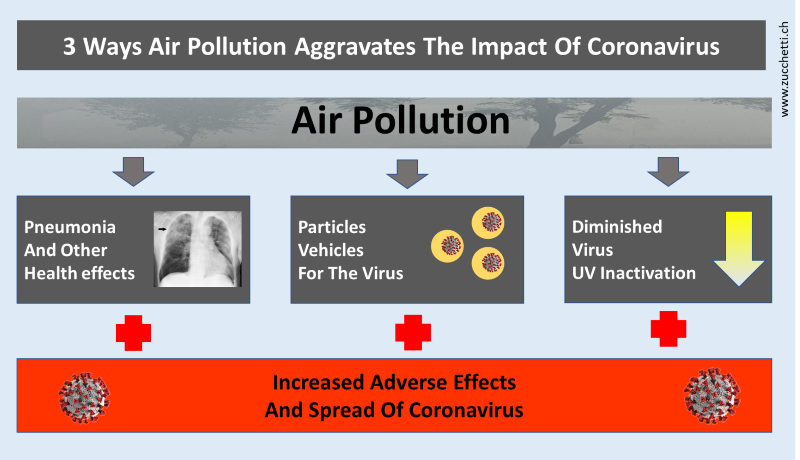 3 Ways Air Pollution Aggravates The Impact Of Coronavirus
www.zucchetti.ch
Air Pollution
Pneumonia
And Other
Health effects
Particles
Vehicles
For The Virus
Diminished
Virus
UV Inactivation
Increased Adverse Effects
And Spread Of Coronavirus